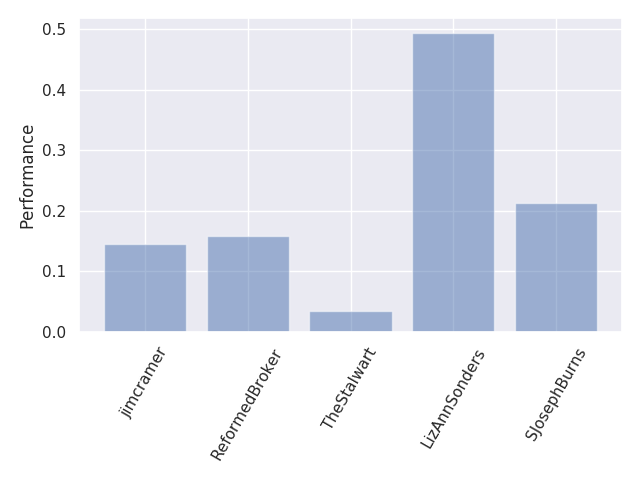 0.5
0.4
0.3
0.2
0.1
0.0
Performance
jimcramer
ReformedBroker
TheStalwart
LizAnnSonders
SJosephBurns